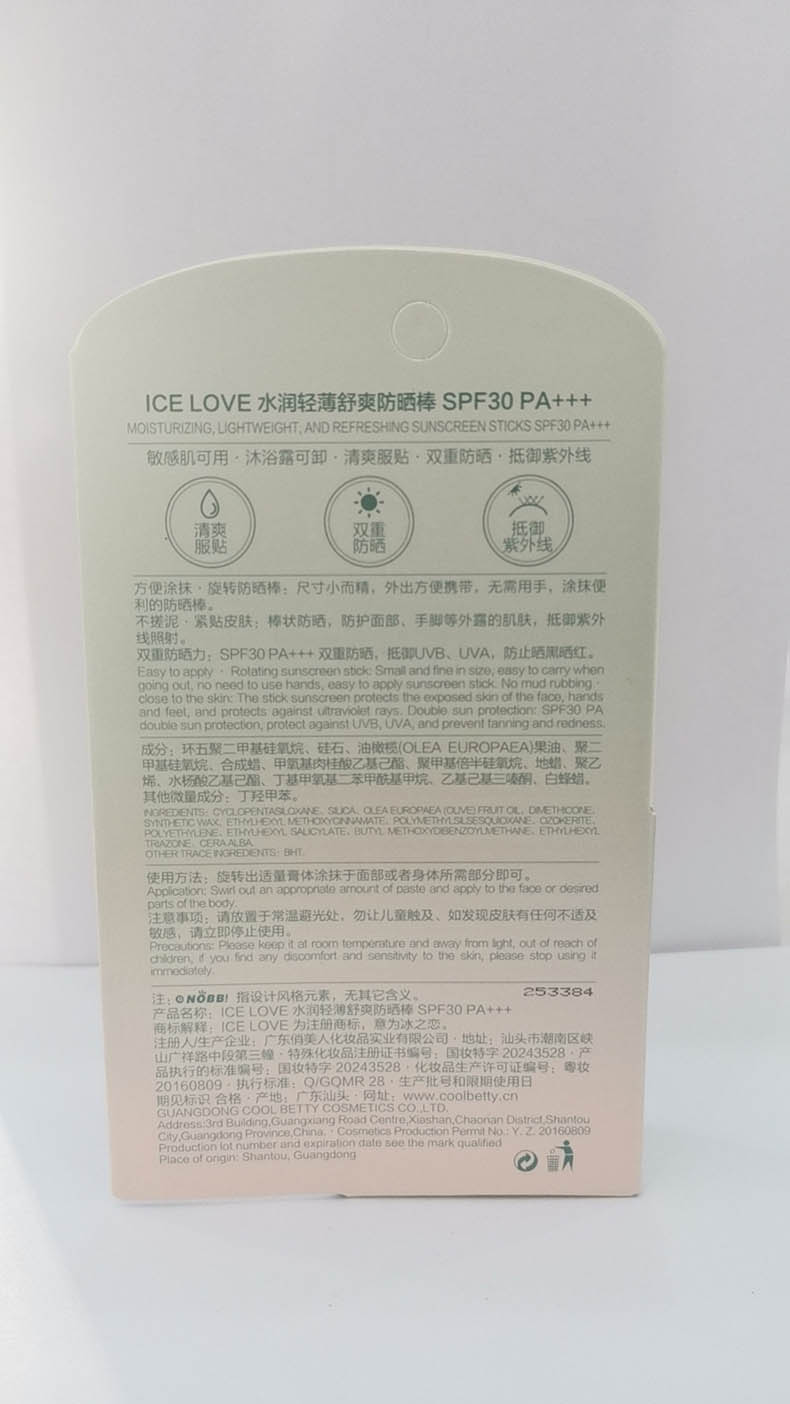 ICE LOVE 水润轻薄舒爽防晒棒 SPF30 PA+++
MOISTURIZING, LIGHTWEIGHT, AND REFRESHING SUNSCREEN STICKS SPF30 PA+++
敏感肌可用·沐浴露可卸·清爽服贴·双重防晒·抵御紫外线
清爽
服贴
双重
防晒
抵御
紫外线
方便涂抹·旋转防晒棒：尺寸小而精，外出方便携带，无需用手，涂抹便
利的防晒棒。
不搓泥·紧贴皮肤：棒状防晒，防护面部、手脚等外露的肌肤，抵御紫外
线照射。
双重防晒力：SPF30 PA+++ 双重防晒，抵御UVB、UVA，防止晒黑晒红。
Easy to apply · Rotating sunscreen stick: Small and fine in size, easy to carry when
going out, no need to use hands, easy to apply sunscreen stick. No mud rubbing ·
close to the skin: The stick sunscreen protects the exposed skin of the face, hands
and feet, and protects against ultraviolet rays. Double sun protection: SPF30 PA
double sun protection, protect against UVB, UVA, and prevent tanning and redness.
成分：环五聚二甲基硅氧烷、硅石、油橄榄(OLEA EUROPAEA)果油、聚二
甲基硅氧烷、合成蜡、甲氧基肉桂酸乙基己酯、聚甲基倍半硅氧烷、地蜡、聚乙
烯、水杨酸乙基己酯、丁基甲氧基二苯甲酰基甲烷、乙基己基三嗪酮、白蜂蜡。
其他微量成分：丁羟甲苯。
INGREDIENTS: CYCLOPENTASILOXANE、SILICA、OLEA EUROPAEA (OLIVE) FRUIT OIL、DIMETHICONE、
SYNTHETIC WAX、ETHYLHEXYL METHOXYCINNAMATE、POLYMETHYLSILSESQUIOXANE、OZOKERITE、
POLYETHYLENE、ETHYLHEXYL SALICYLATE、BUTYL METHOXYDIBENZOYLMETHANE、ETHYLHEXYL
TRIAZONE、CERA ALBA.
OTHER TRACE INGREDIENTS：BHT.
使用方法：旋转出适量膏体涂抹于面部或者身体所需部分即可。
Application: Swirl out an appropriate amount of paste and apply to the face or desired
parts of the body.
注意事项：请放置于常温避光处，勿让儿童触及、如发现皮肤有任何不适及
敏感，请立即停止使用。
Precautions: Please keep it at room temperature and away from light, out of reach of
children, if you find any discomfort and sensitivity to the skin, please stop using it
immediately.
注：NÖBB! 指设计风格元素，无其它含义。 253384
产品名称：ICE LOVE 水润轻薄舒爽防晒棒 SPF30 PA+++
商标解释：ICE LOVE 为注册商标，意为冰之恋。
注册人/生产企业：广东俏美人化妆品实业有限公司·地址：汕头市潮南区峡
山广祥路中段第三幢·特殊化妆品注册证书编号：国妆特字 20243528·产
品执行的标准编号：国妆特字 20243528·化妆品生产许可证编号：粤妆
20160809·执行标准：Q/GQMR 28·生产批号和限期使用日
期见标识 合格·产地：广东汕头·网址：www.coolbetty.cn
GUANGDONG COOL BETTY COSMETICS CO.,LTD.
Address:3rd Building,Guangxiang Road Centre,Xiashan,Chaonan District,Shantou
City,Guangdong Province,China.·Cosmetics Production Permit No.: Y. Z. 20160809
Production lot number and expiration date see the mark qualified
Place of origin: Shantou, Guangdong